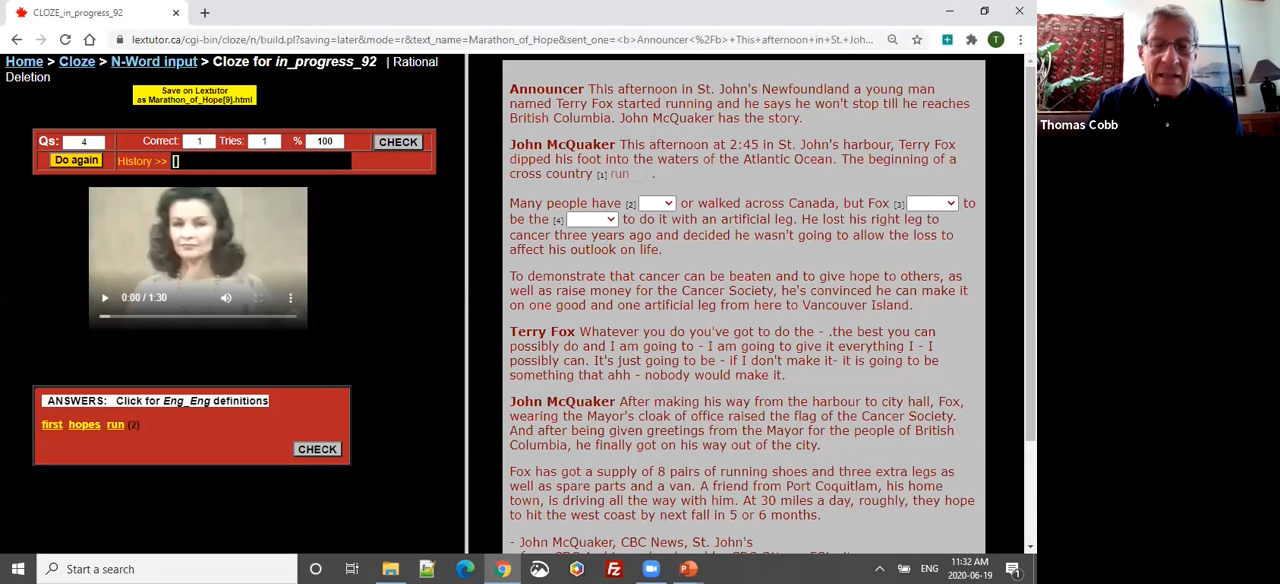 CLOZE_in_progress_92
lextutor.ca/cgi-bin/cloze/n/build.pl?saving=later&mode=r&text_name=Marathon_of_Hope&sent_one=<b>Announcer<%2Fb>+This+afternoon+in+St.+Joh...
T
Home > Cloze > N-Word input > Cloze for in_progress_92 | Rational
Deletion
Save on Lextutor
as Marathon_of_Hope[9].html
Qs: 4 Correct: 1 Tries: 1 % 100 CHECK
Do again History >> []
0:00 / 1:30
ANSWERS: Click for Eng_Eng definitions
first hopes run (2)
CHECK
Announcer This afternoon in St. John's Newfoundland a young man
named Terry Fox started running and he says he won't stop till he reaches
British Columbia. John McQuaker has the story.
John McQuaker This afternoon at 2:45 in St. John's harbour, Terry Fox
dipped his foot into the waters of the Atlantic Ocean. The beginning of a
cross country [1] run .
Many people have [2] or walked across Canada, but Fox [3] to
be the [4] to do it with an artificial leg. He lost his right leg to
cancer three years ago and decided he wasn't going to allow the loss to
affect his outlook on life.
To demonstrate that cancer can be beaten and to give hope to others, as
well as raise money for the Cancer Society, he's convinced he can make it
on one good and one artificial leg from here to Vancouver Island.
Terry Fox Whatever you do you've got to do the - .the best you can
possibly do and I am going to - I am going to give it everything I - I
possibly can. It's just going to be - if I don't make it- it is going to be
something that ahh - nobody would make it.
John McQuaker After making his way from the harbour to city hall, Fox,
wearing the Mayor's cloak of office raised the flag of the Cancer Society.
And after being given greetings from the Mayor for the people of British
Columbia, he finally got on his way out of the city.
Fox has got a supply of 8 pairs of running shoes and three extra legs as
well as spare parts and a van. A friend from Port Coquitlam, his home
town, is driving all the way with him. At 30 miles a day, roughly, they hope
to hit the west coast by next fall in 5 or 6 months.
- John McQuaker, CBC News, St. John's
Thomas Cobb
Start a search
ENG
11:32 AM
2020-06-19